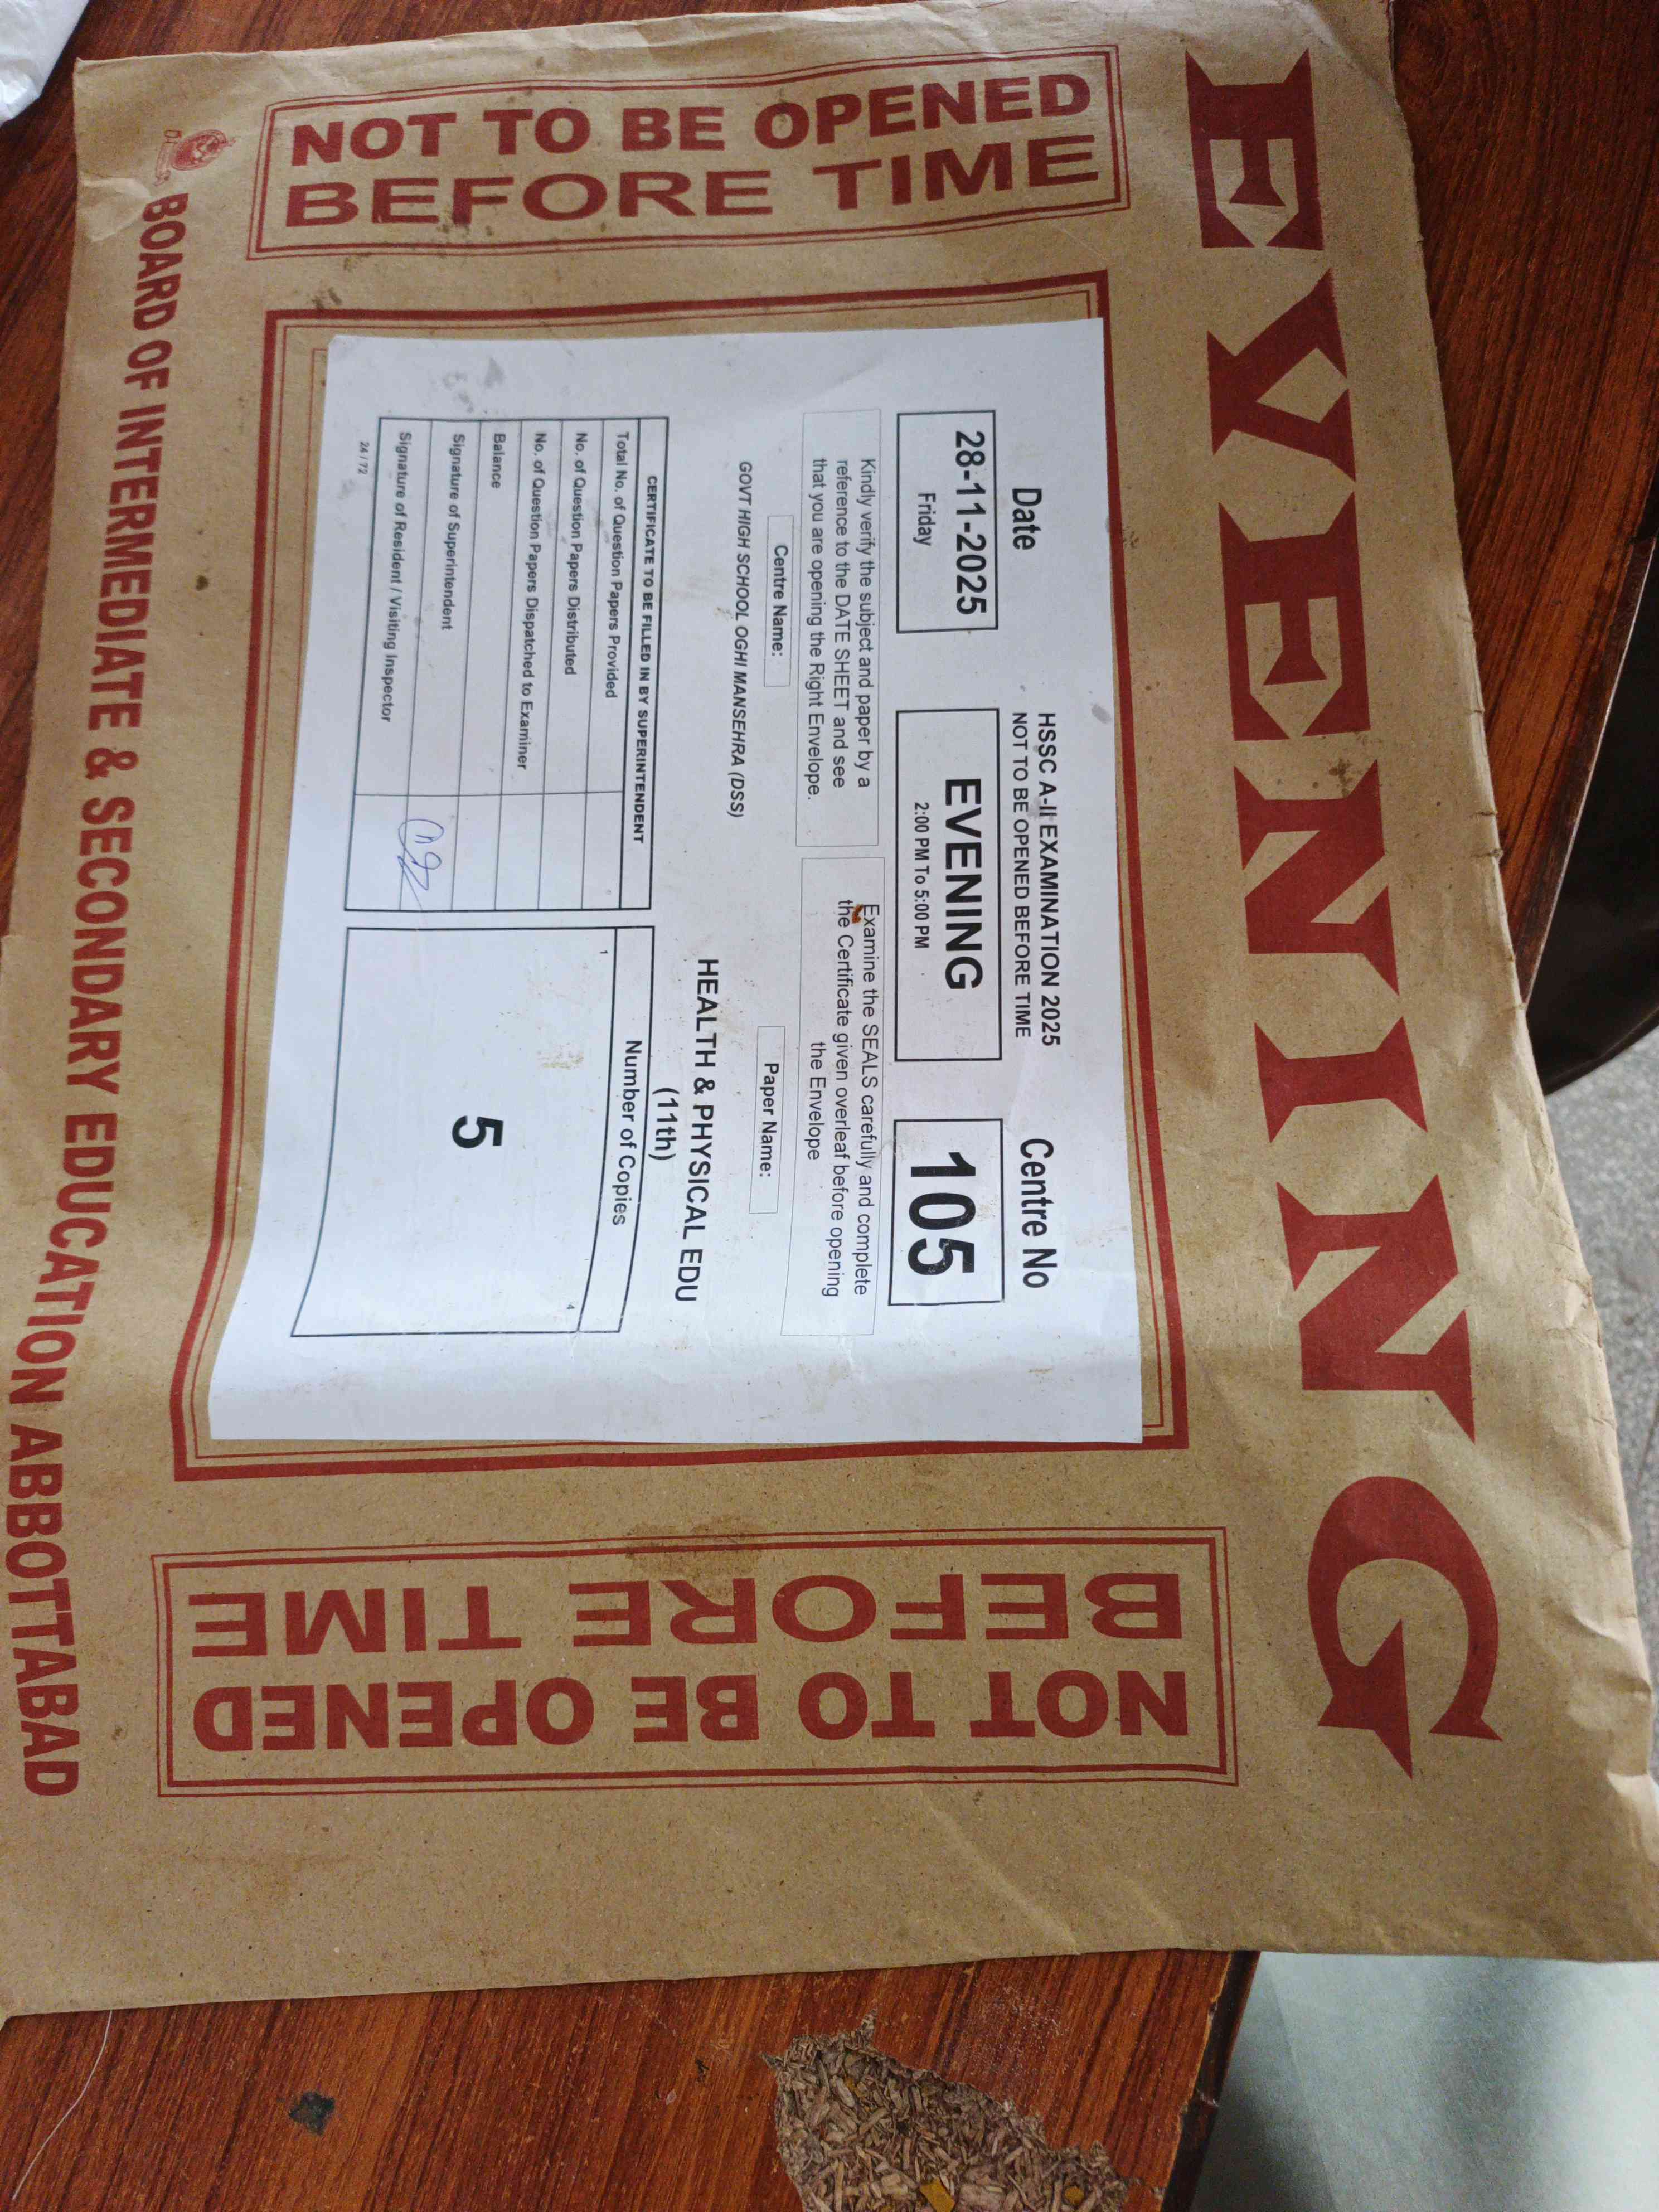 EVENING
NOT TO BE OPENED
BEFORE TIME
Date
HSSC A-II EXAMINATION 2025
NOT TO BE OPENED BEFORE TIME
Centre No
28-11-2025
Friday
EVENING
2:00 PM To 5:00 PM
105
Kindly verify the subject and paper by a
reference to the DATE SHEET and see
that you are opening the Right Envelope.
Examine the SEALS carefully and complete
the Certificate given overleaf before opening
the Envelope
Centre Name:
Paper Name:
GOVT HIGH SCHOOL OGHI MANSEHRA (DSS)
HEALTH & PHYSICAL EDU
(11th)
CERTIFICATE TO BE FILLED IN BY SUPERINTENDENT
Total No. of Question Papers Provided
No. of Question Papers Distributed
No. of Question Papers Dispatched to Examiner
Balance
Signature of Superintendent
Signature of Resident / Visiting Inspector
24 / 72
Number of Copies
1
5
4
NOT TO BE OPENED
BEFORE TIME
BOARD OF INTERMEDIATE & SECONDARY EDUCATION ABBOTTABAD